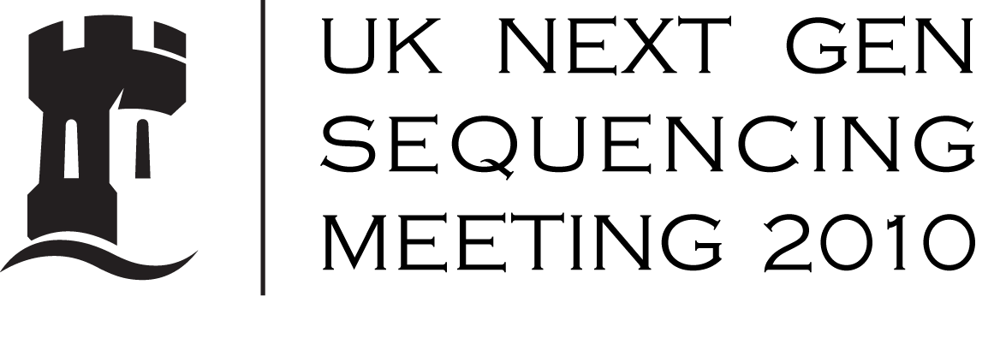 UK NEXT GEN
SEQUENCING
MEETING 2010